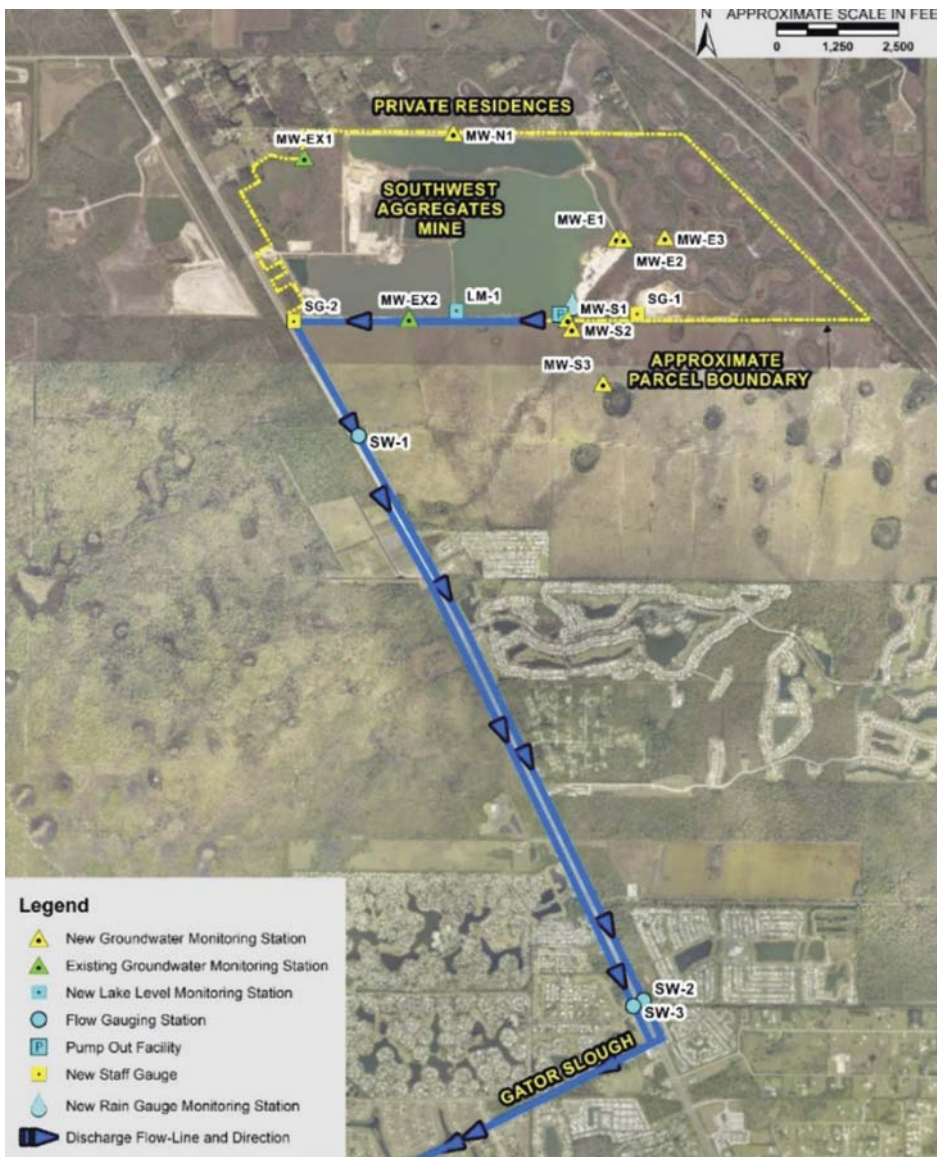 N APPROXIMATE SCALE IN FEE
0 1,250 2,500
PRIVATE RESIDENCES
MW-EX1
MW-N1
SOUTHWEST
AGGREGATES
MINE
MW-E1
MW-E3
MW-E2
SG-2
MW-EX2
LM-1
P
MW-S1
SG-1
MW-S2
MW-S3
APPROXIMATE
PARCEL BOUNDARY
SW-1
SW-2
SW-3
GATOR SLOUGH
Legend
New Groundwater Monitoring Station
Existing Groundwater Monitoring Station
New Lake Level Monitoring Station
Flow Gauging Station
P Pump Out Facility
New Staff Gauge
New Rain Gauge Monitoring Station
Discharge Flow-Line and Direction